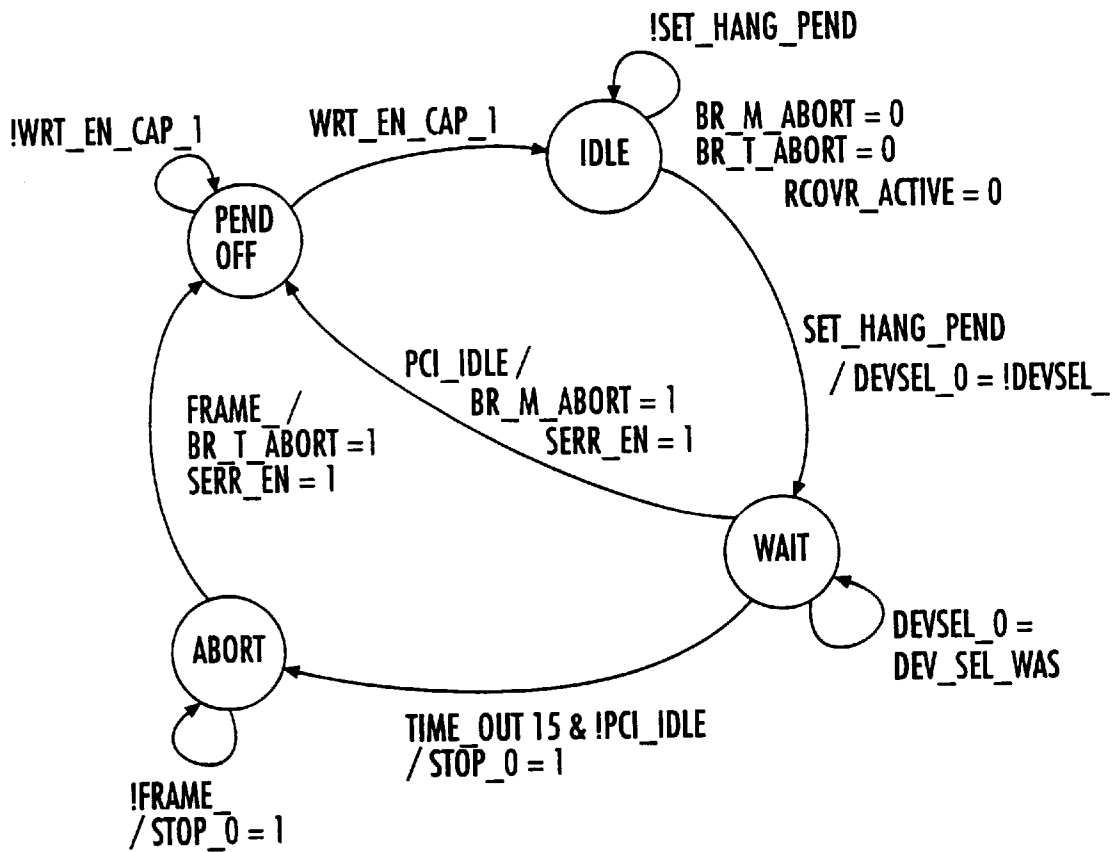 !SET_HANG_PEND
!WRT_EN_CAP_1
WRT_EN_CAP_1
IDLE
BR_M_ABORT = 0
BR_T_ABORT = 0
RCOVR_ACTIVE = 0
PEND
OFF
SET_HANG_PEND
/ DEVSEL_0 = !DEVSEL_
PCI_IDLE /
BR_M_ABORT = 1
SERR_EN = 1
FRAME_ /
BR_T_ABORT =1
SERR_EN = 1
WAIT
DEVSEL_0 =
DEV_SEL_WAS
ABORT
TIME_OUT 15 & !PCI_IDLE
/ STOP_0 = 1
!FRAME_
/ STOP_0 = 1